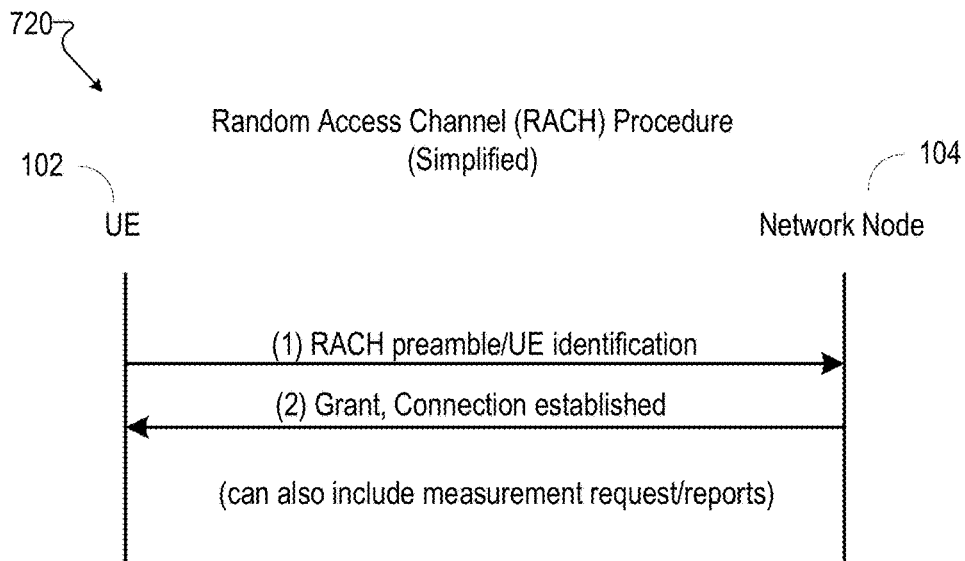 720
Random Access Channel (RACH) Procedure
(Simplified)
102
104
UE
Network Node
(1) RACH preamble/UE identification
(2) Grant, Connection established
(can also include measurement request/reports)